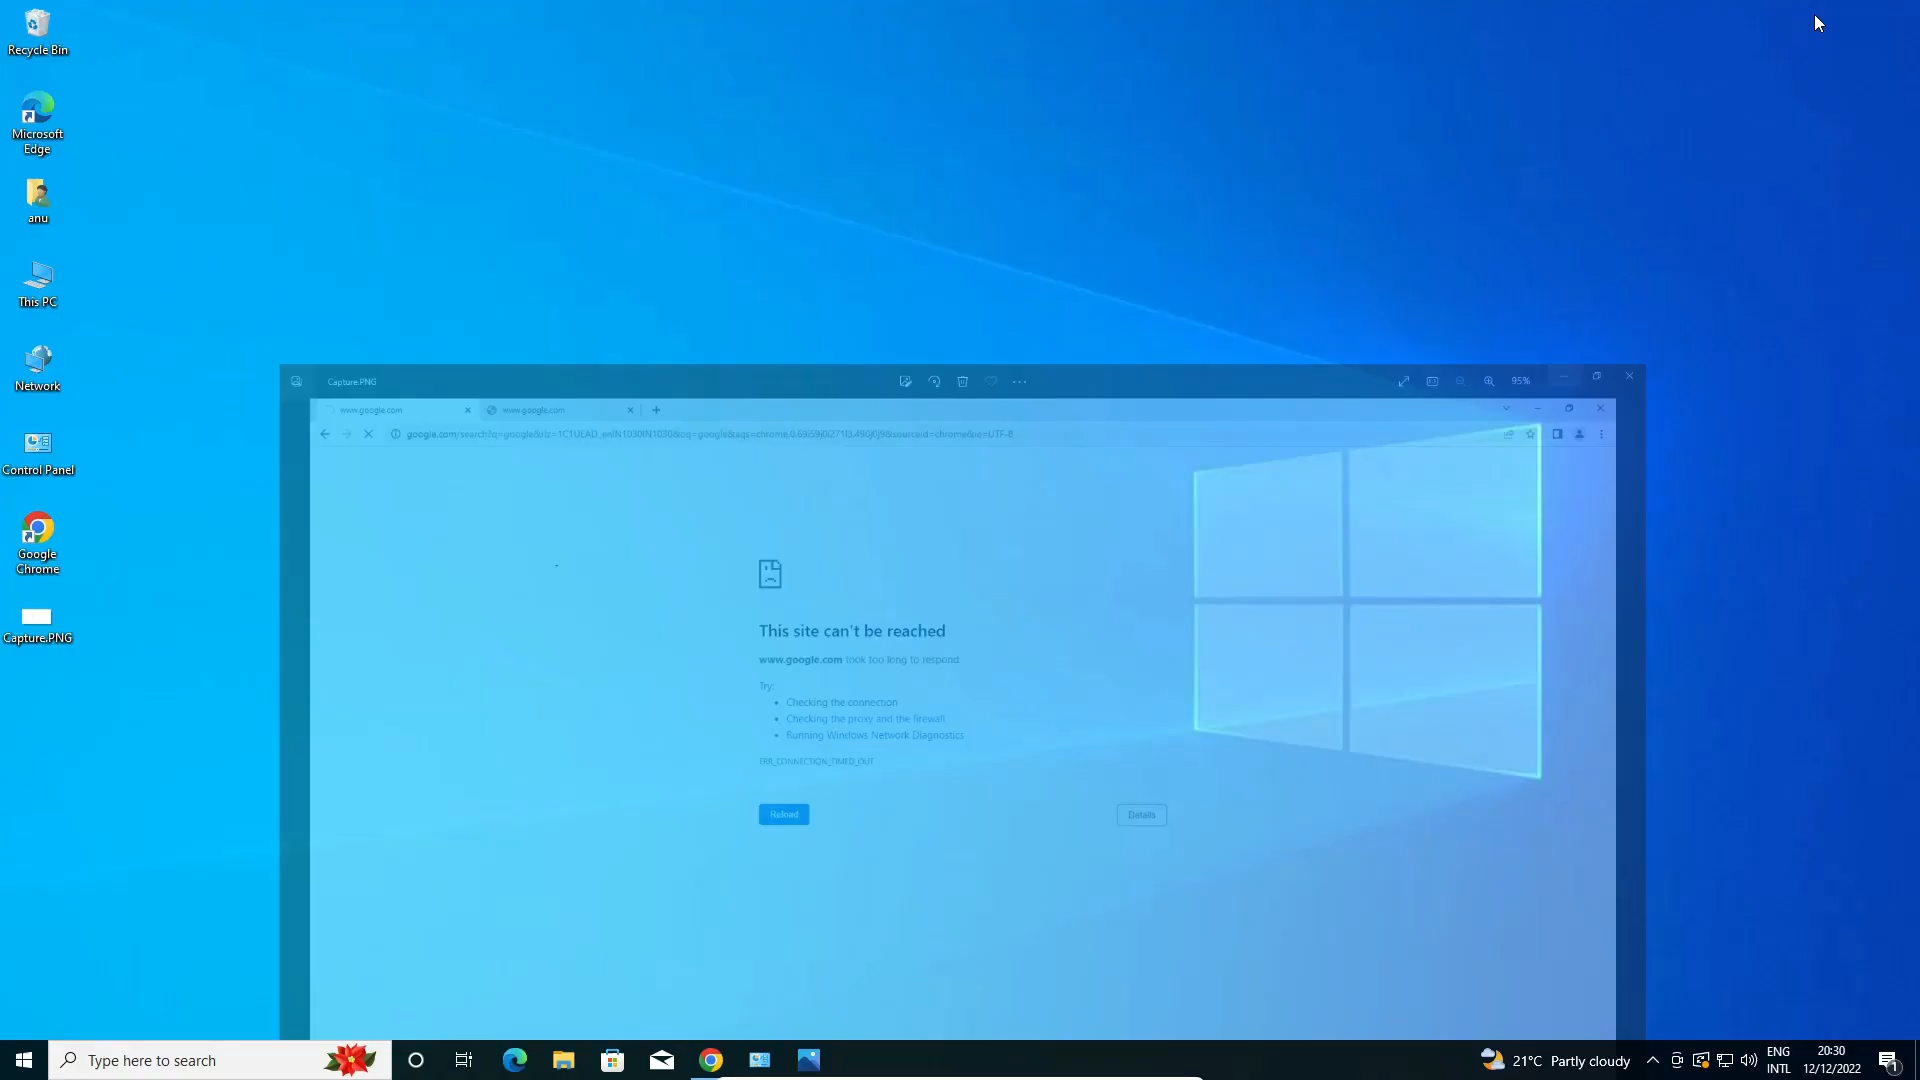 Recycle Bin
Microsoft
Edge
anu
This PC
Network
Control Panel
Google
Chrome
Capture.PNG
Capture.PNG
95%
www.google.com
www.google.com
google.com/search?q=google&rlz=1C1UEAD_enIN1030IN1030&oq=google&aqs=chrome.0.69i59j0i271l3.490j0j9&sourceid=chrome&ie=UTF-8
This site can't be reached
www.google.com took too long to respond.
Try:
Checking the connection
Checking the proxy and the firewall
Running Windows Network Diagnostics
ERR_CONNECTION_TIMED_OUT
Reload
Details
Type here to search
21°C Partly cloudy
ENG
INTL
20:30
12/12/2022
1